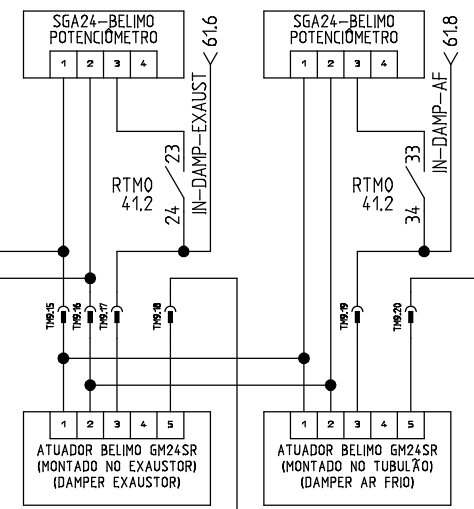 SGA24-BELIMO
POTENCIÔMETRO
1 2 3 4
61.6
IN-DAMP-EXAUST
23
RTM0
41.2
24
SGA24-BELIMO
POTENCIÔMETRO
1 2 3 4
61.8
IN-DAMP-AF
33
RTM0
41.2
34
TM9.15
TM9.16
TM9.17
TM9.18
TM9.19
TM9.20
1 2 3 4 5
ATUADOR BELIMO GM24SR
(MONTADO NO EXAUSTOR)
(DAMPER EXAUSTOR)
1 2 3 4 5
ATUADOR BELIMO GM24SR
(MONTADO NO TUBULÃO)
(DAMPER AR FRIO)